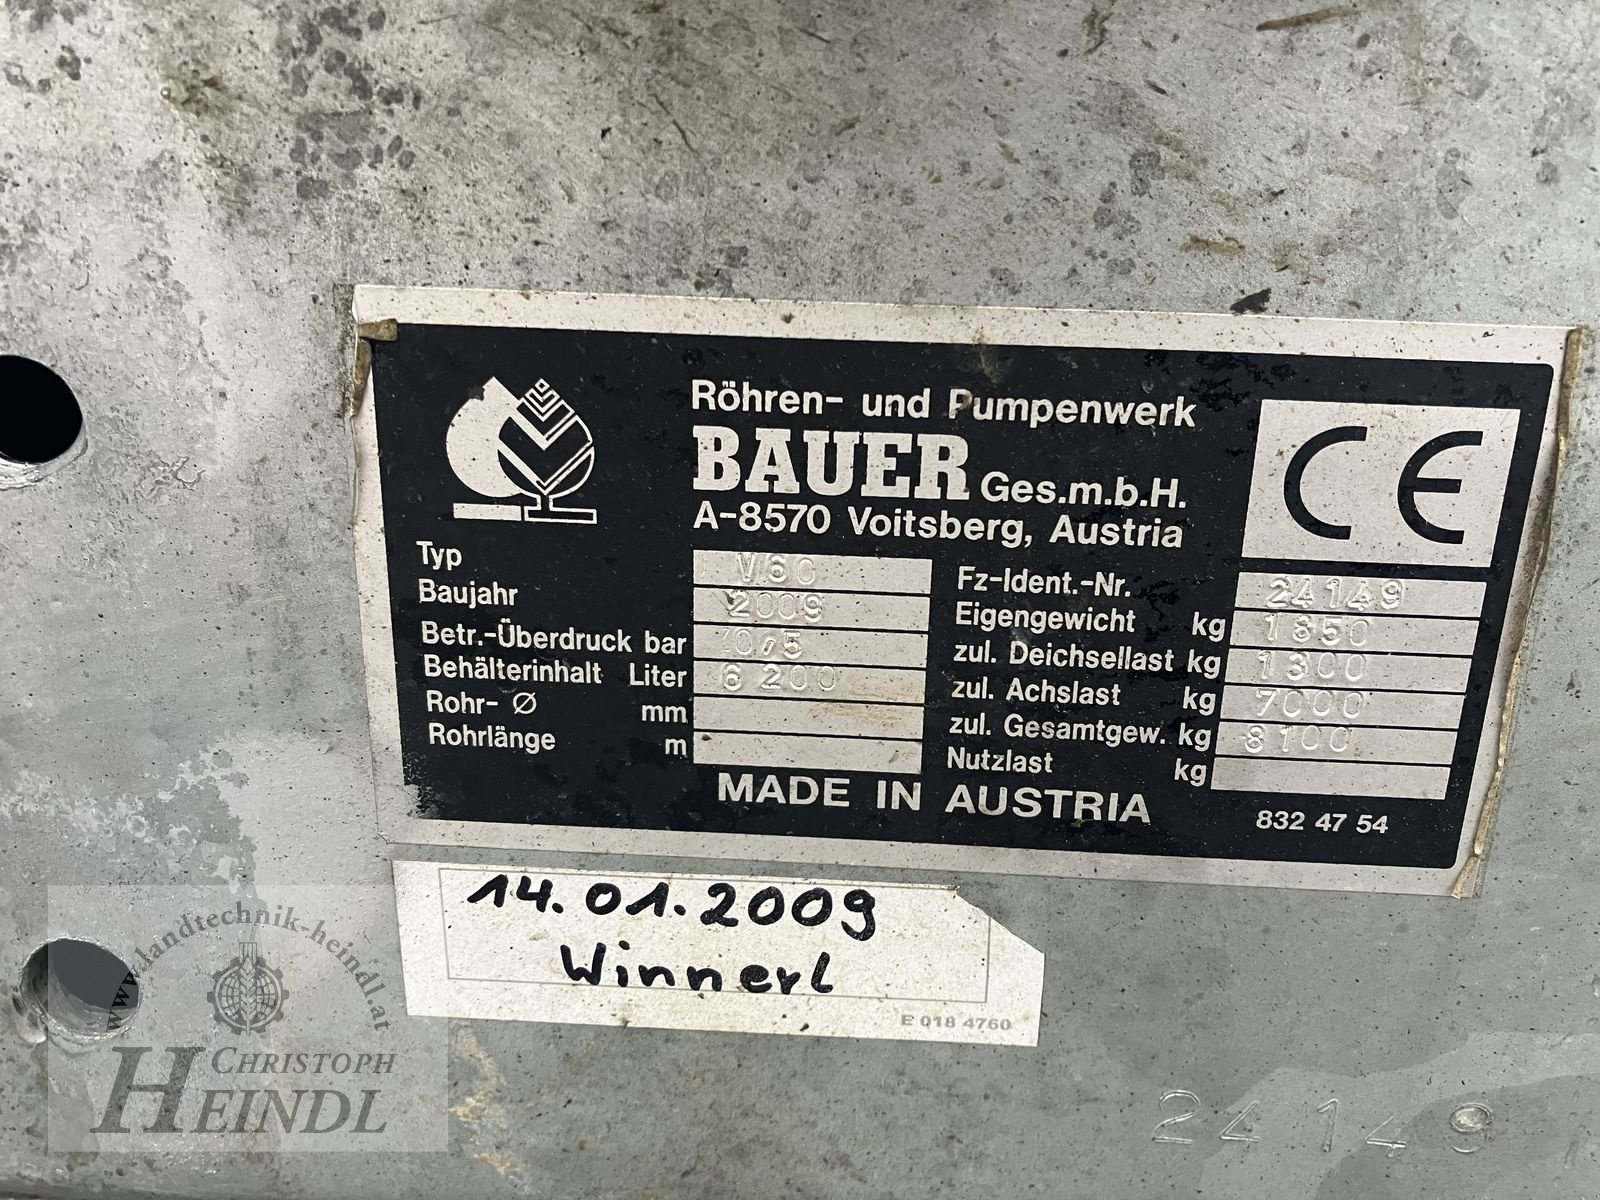 Röhren- und Pumpenwerk
BAUER Ges.m.b.H.
A-8570 Voitsberg, Austria
CE
Typ V60
Baujahr 2009
Betr.-Überdruck bar 0,5
Behälterinhalt Liter 6 200
Rohr- Ø mm
Rohrlänge m
Fz-Ident.-Nr. 24149
Eigengewicht kg 1850
zul. Deichsellast kg 1300
zul. Achslast kg 7000
zul. Gesamtgew. kg 8100
Nutzlast kg
MADE IN AUSTRIA
832 47 54
14.01.2009
Winnerl
E 018 4760
24149
www.landtechnik-heindl.at
CHRISTOPH
HEINDL